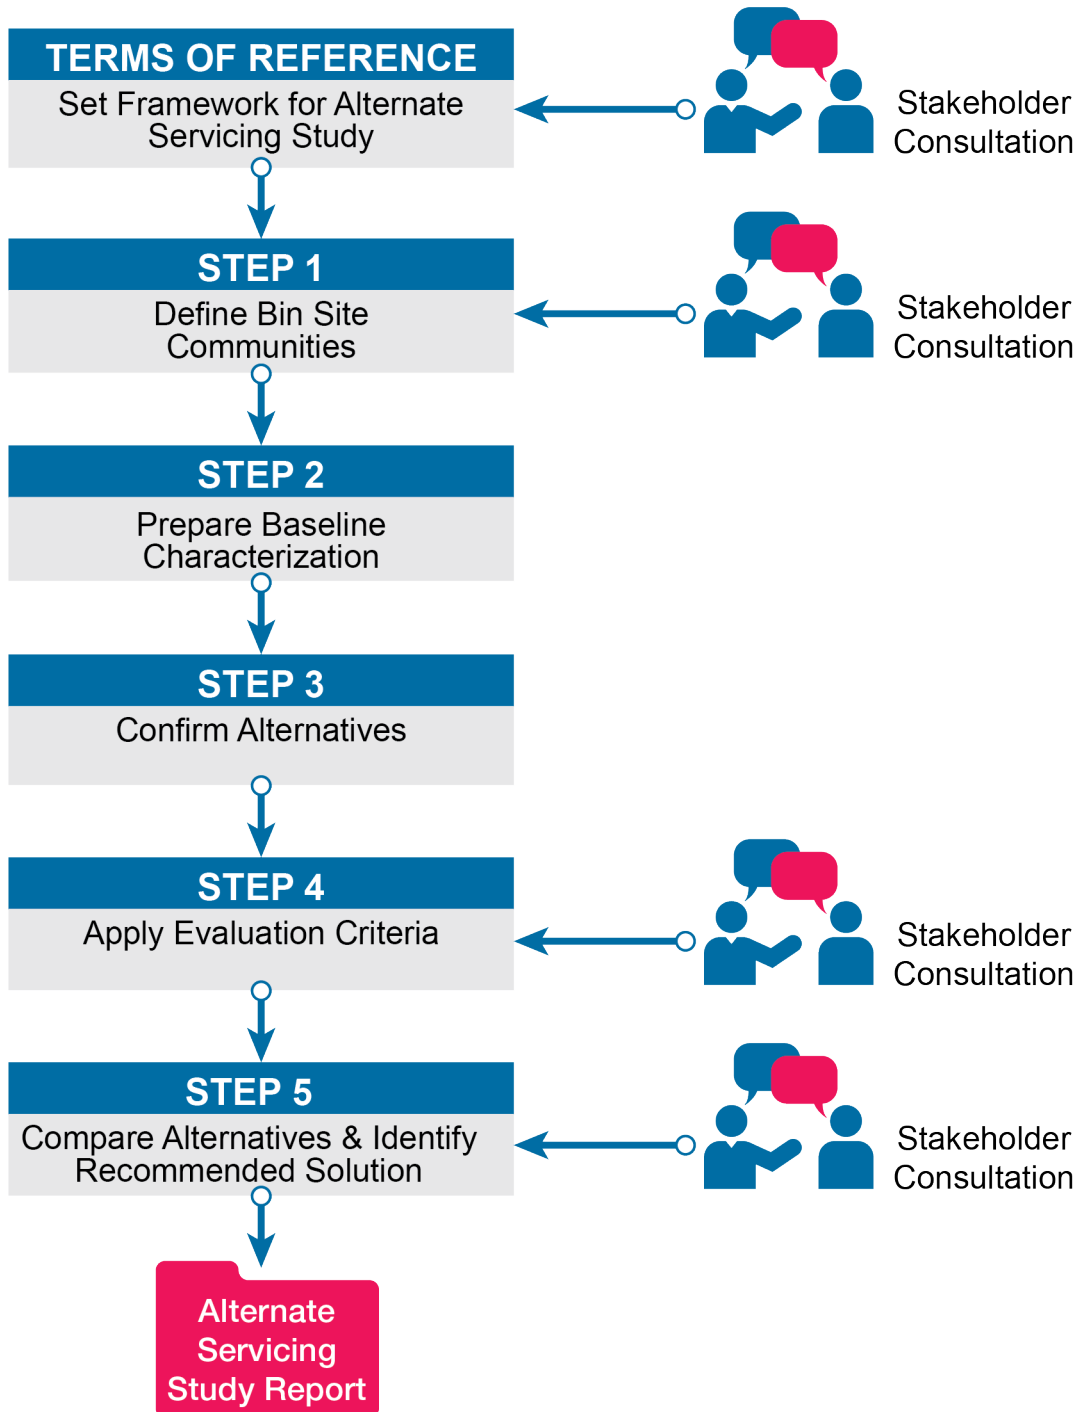 TERMS OF REFERENCE
Set Framework for Alternate
Servicing Study
Stakeholder
Consultation
STEP 1
Define Bin Site
Communities
Stakeholder
Consultation
STEP 2
Prepare Baseline
Characterization
STEP 3
Confirm Alternatives
STEP 4
Apply Evaluation Criteria
Stakeholder
Consultation
STEP 5
Compare Alternatives & Identify
Recommended Solution
Stakeholder
Consultation
Alternate
Servicing
Study Report